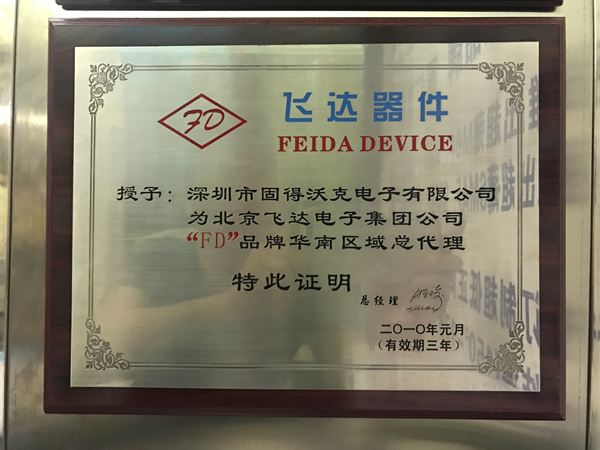 FD
飞达器件
FEIDA DEVICE
授予：深圳市固得沃克电子有限公司
为北京飞达电子集团公司
“FD”品牌华南区域总代理
特此证明
总经理
二〇一〇年元月
（有效期三年）